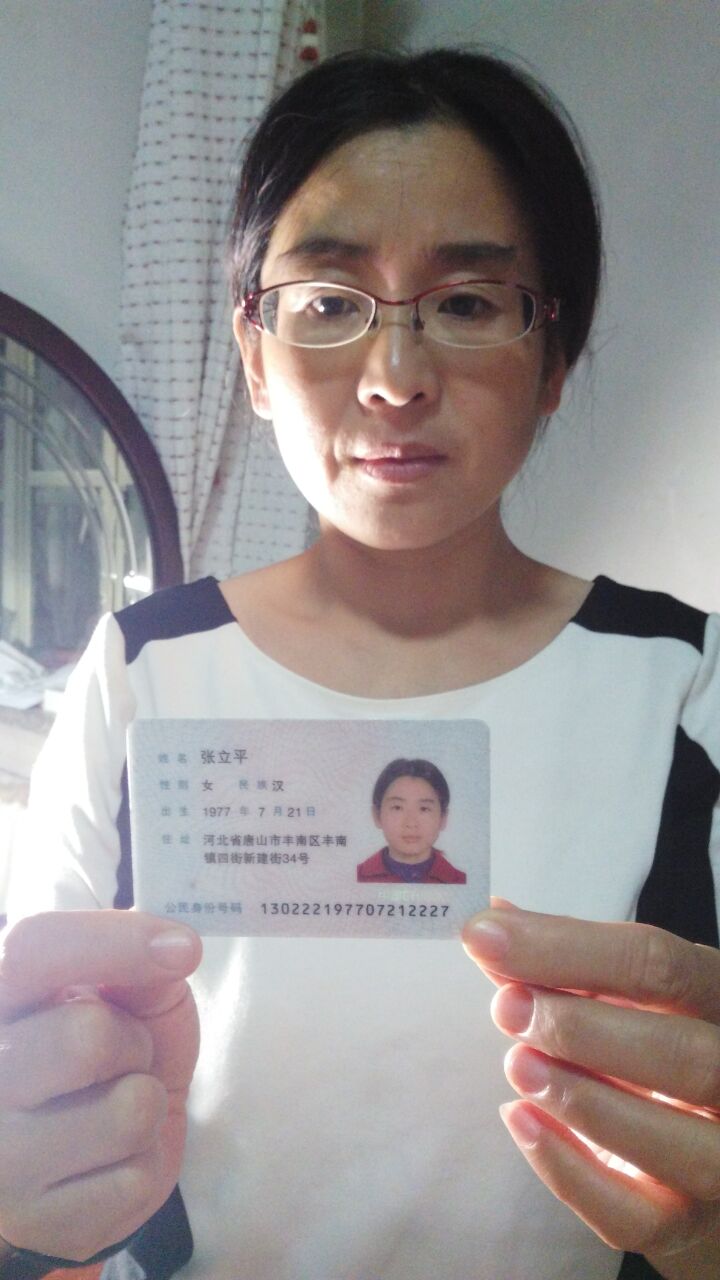 姓名 张立平
性别 女 民族 汉
出生 1977 年 7 月 21 日
住址 河北省唐山市丰南区丰南
镇四街新建街34号
公民身份号码 130222197707212227